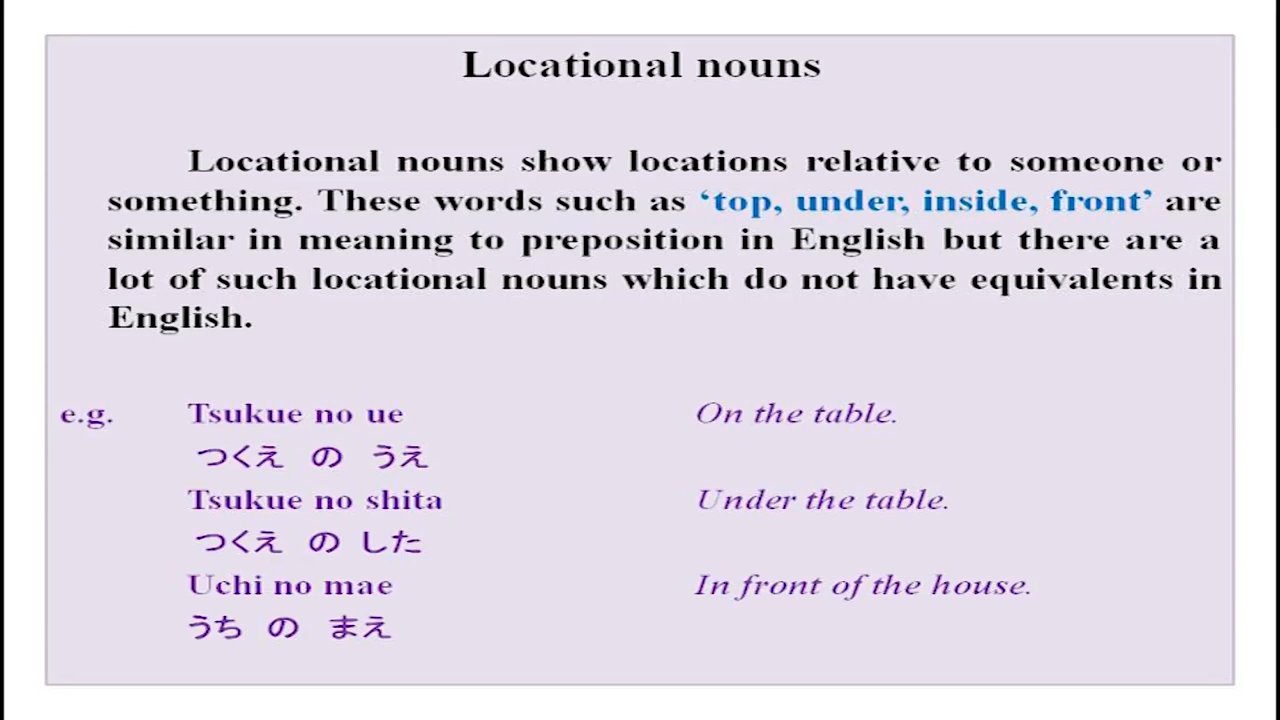 Locational nouns
Locational nouns show locations relative to someone or
something. These words such as ‘top, under, inside, front’ are
similar in meaning to preposition in English but there are a
lot of such locational nouns which do not have equivalents in
English.
e.g. Tsukue no ue On the table.
つくえ の うえ
Tsukue no shita Under the table.
つくえ の した
Uchi no mae In front of the house.
うち の まえ